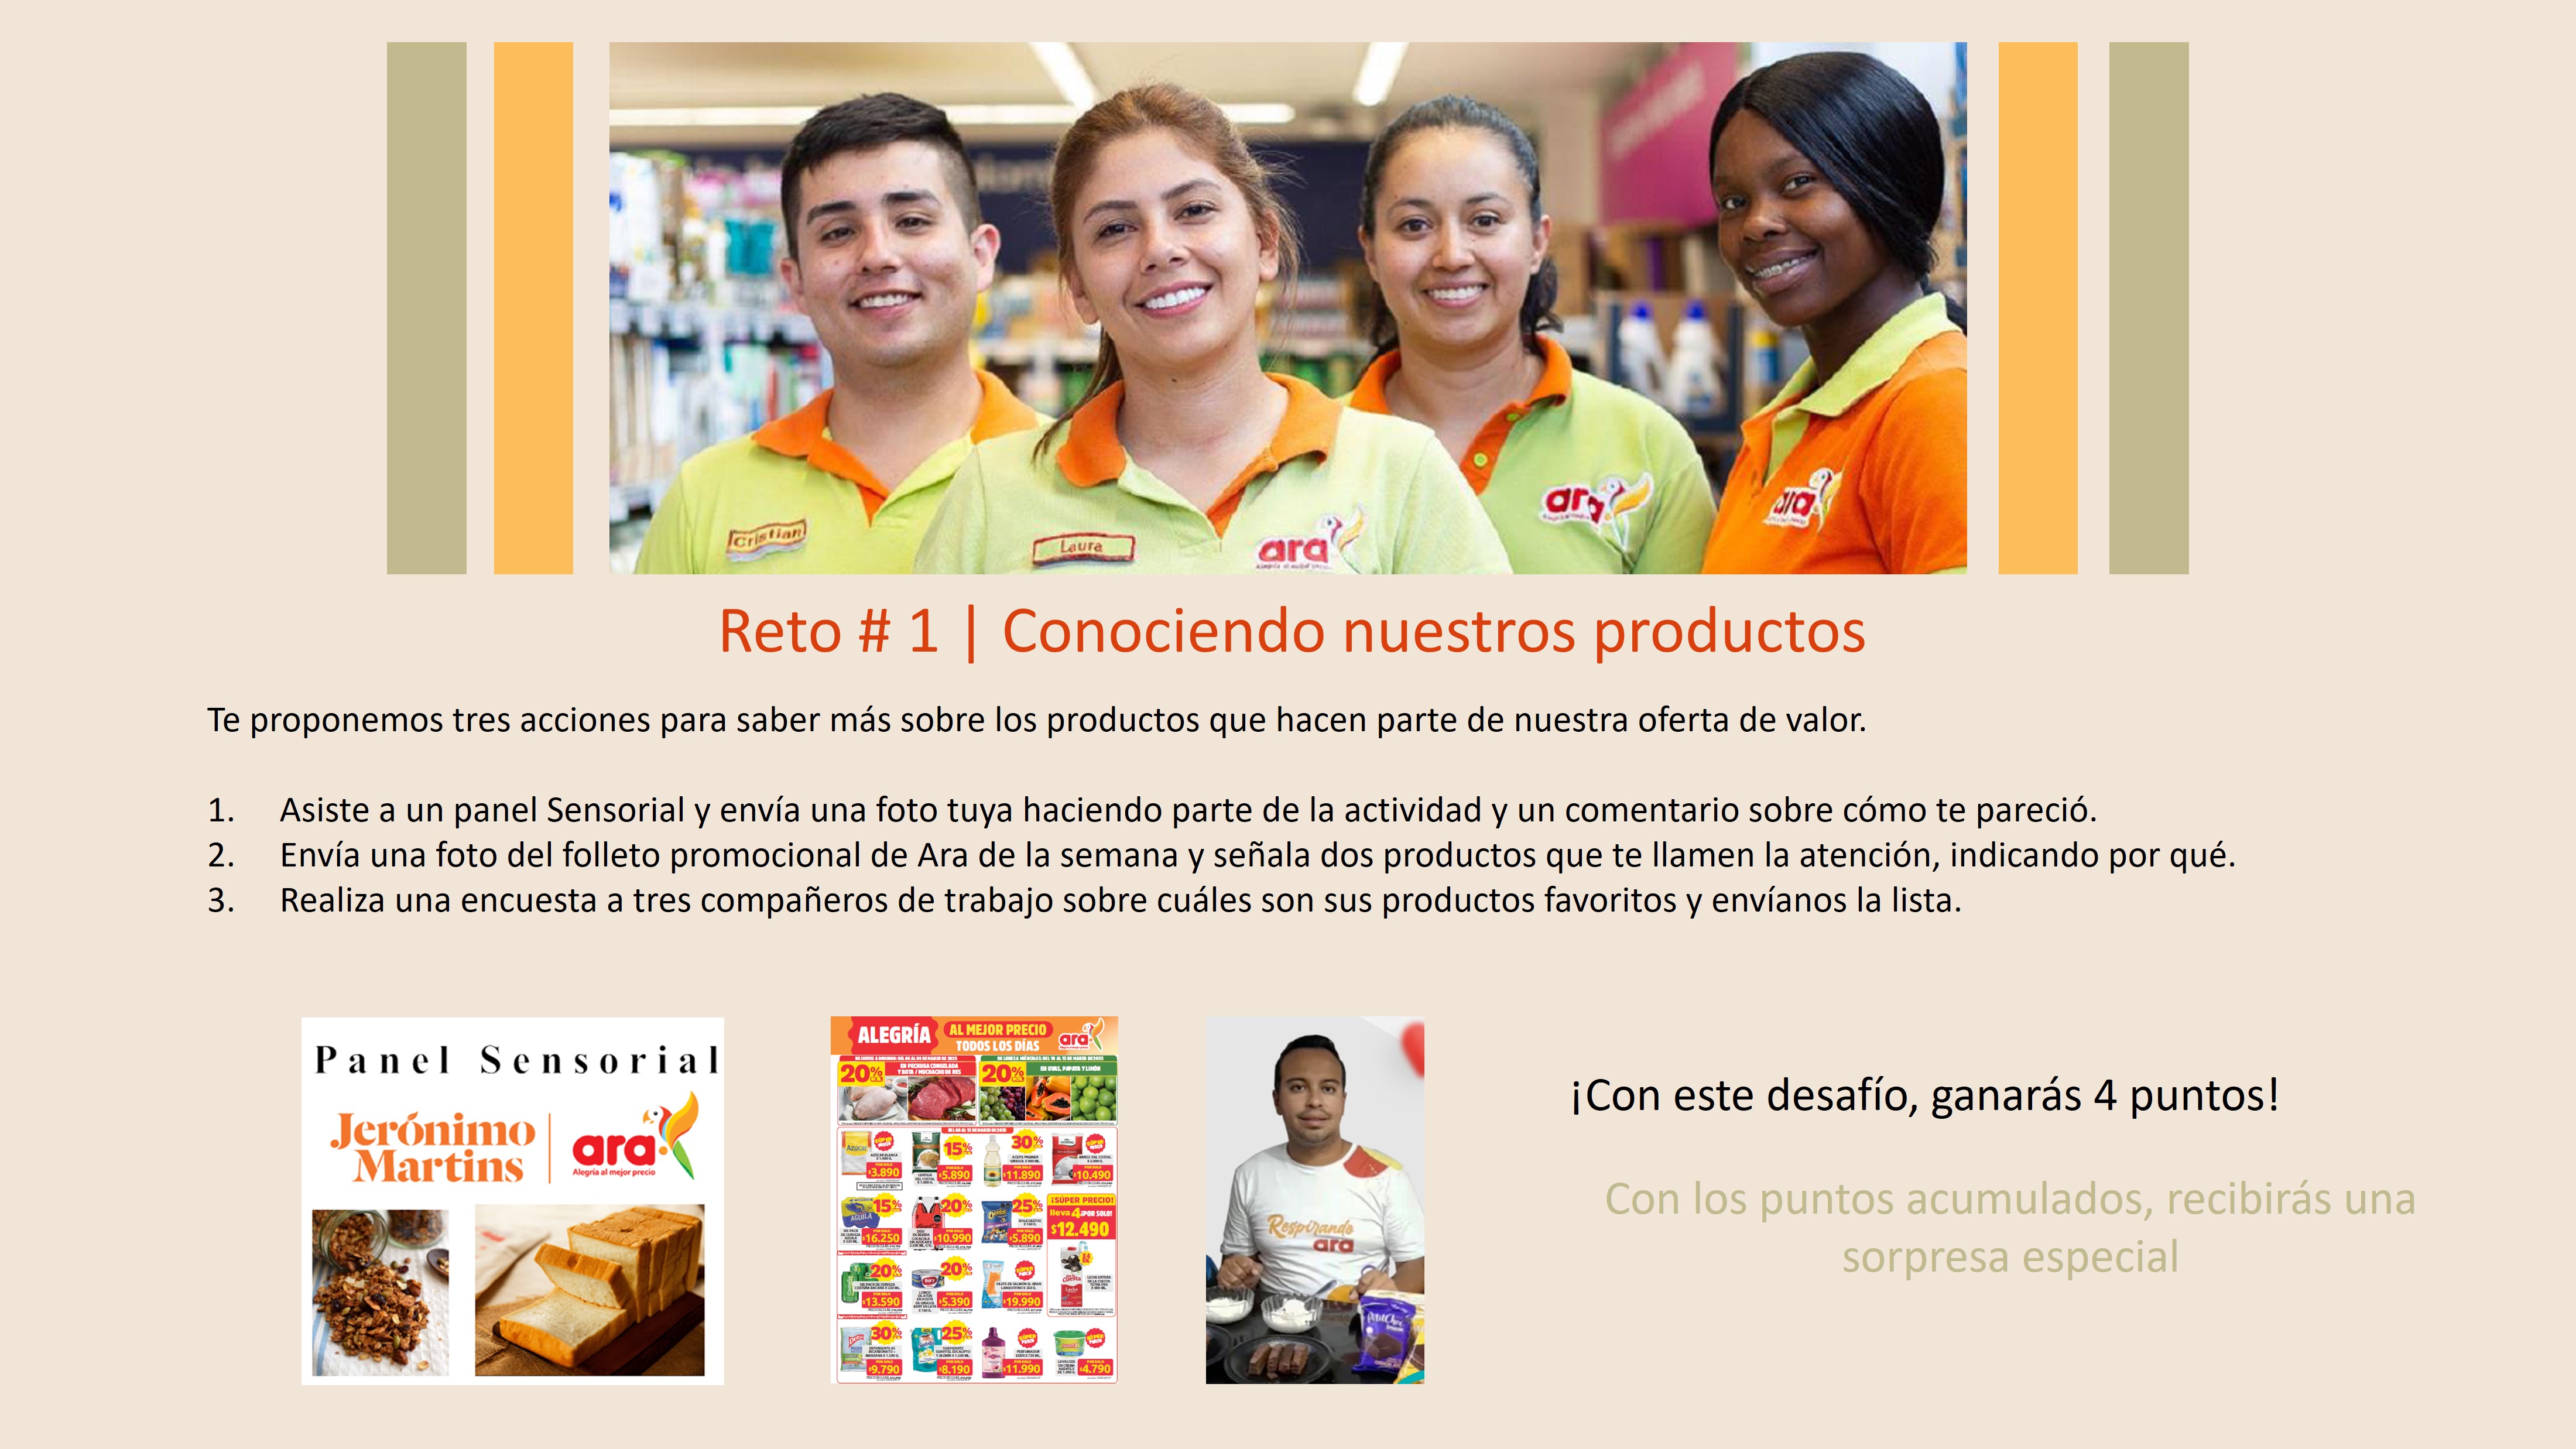 Cristian
Laura
ara
ara
ara
Reto # 1 | Conociendo nuestros productos
Te proponemos tres acciones para saber más sobre los productos que hacen parte de nuestra oferta de valor.
1. Asiste a un panel Sensorial y envía una foto tuya haciendo parte de la actividad y un comentario sobre cómo te pareció.
2. Envía una foto del folleto promocional de Ara de la semana y señala dos productos que te llamen la atención, indicando por qué.
3. Realiza una encuesta a tres compañeros de trabajo sobre cuáles son sus productos favoritos y envíanos la lista.
Panel Sensorial
Jerónimo
Martins
ara
Alegría al mejor precio
ALEGRÍA
AL MEJOR PRECIO
TODOS LOS DÍAS
ara
20%
EN PECHUGA CONGELADA
20%
EN UVAS, PAPAYA Y LIMÓN
15%
30%
$3.890
$5.890
$11.890
$10.490
15%
20%
25%
¡SÚPER PRECIO!
lleva 4 ¡POR SOLO!
$12.490
$16.250
$10.990
$5.890
20%
20%
$13.590
$5.390
$19.990
30%
25%
$9.790
$8.190
$11.990
$4.790
Respirando
ara
¡Con este desafío, ganarás 4 puntos!
Con los puntos acumulados, recibirás una
sorpresa especial